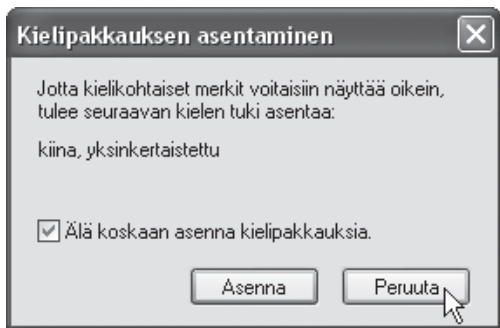 Kielipakkauksen asentaminen
Jotta kielikohtaiset merkit voitaisiin näyttää oikein,
tulee seuraavan kielen tuki asentaa:
kiina, yksinkertaistettu
Älä koskaan asenna kielipakkauksia.
Asenna
Peruuta